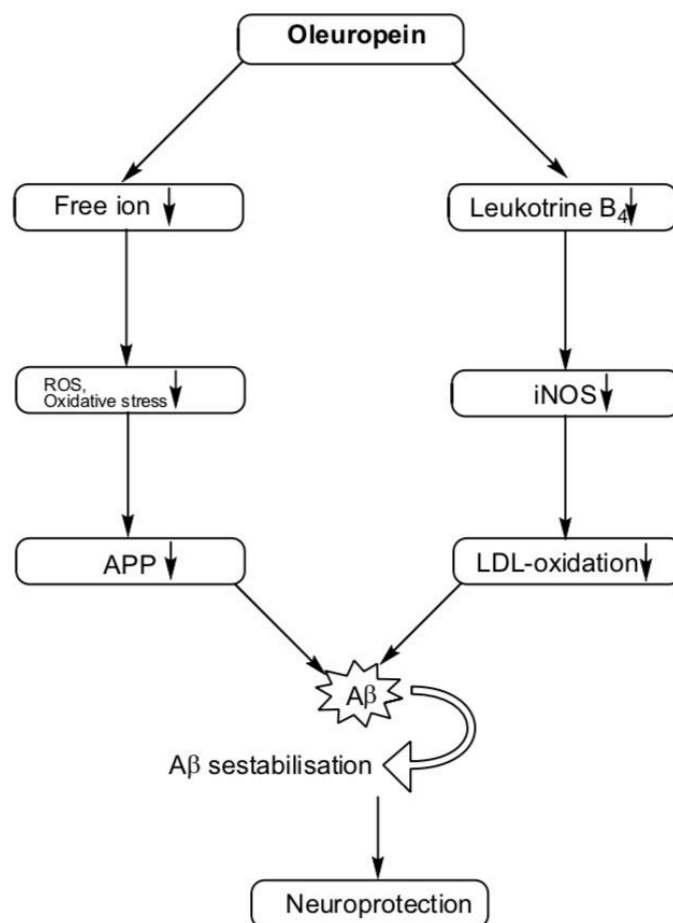 Oleuropein
Free ion
Leukotrine B₄
ROS,
Oxidative stress
iNOS
APP
LDL-oxidation
Aβ
Aβ sestabilisation
Neuroprotection